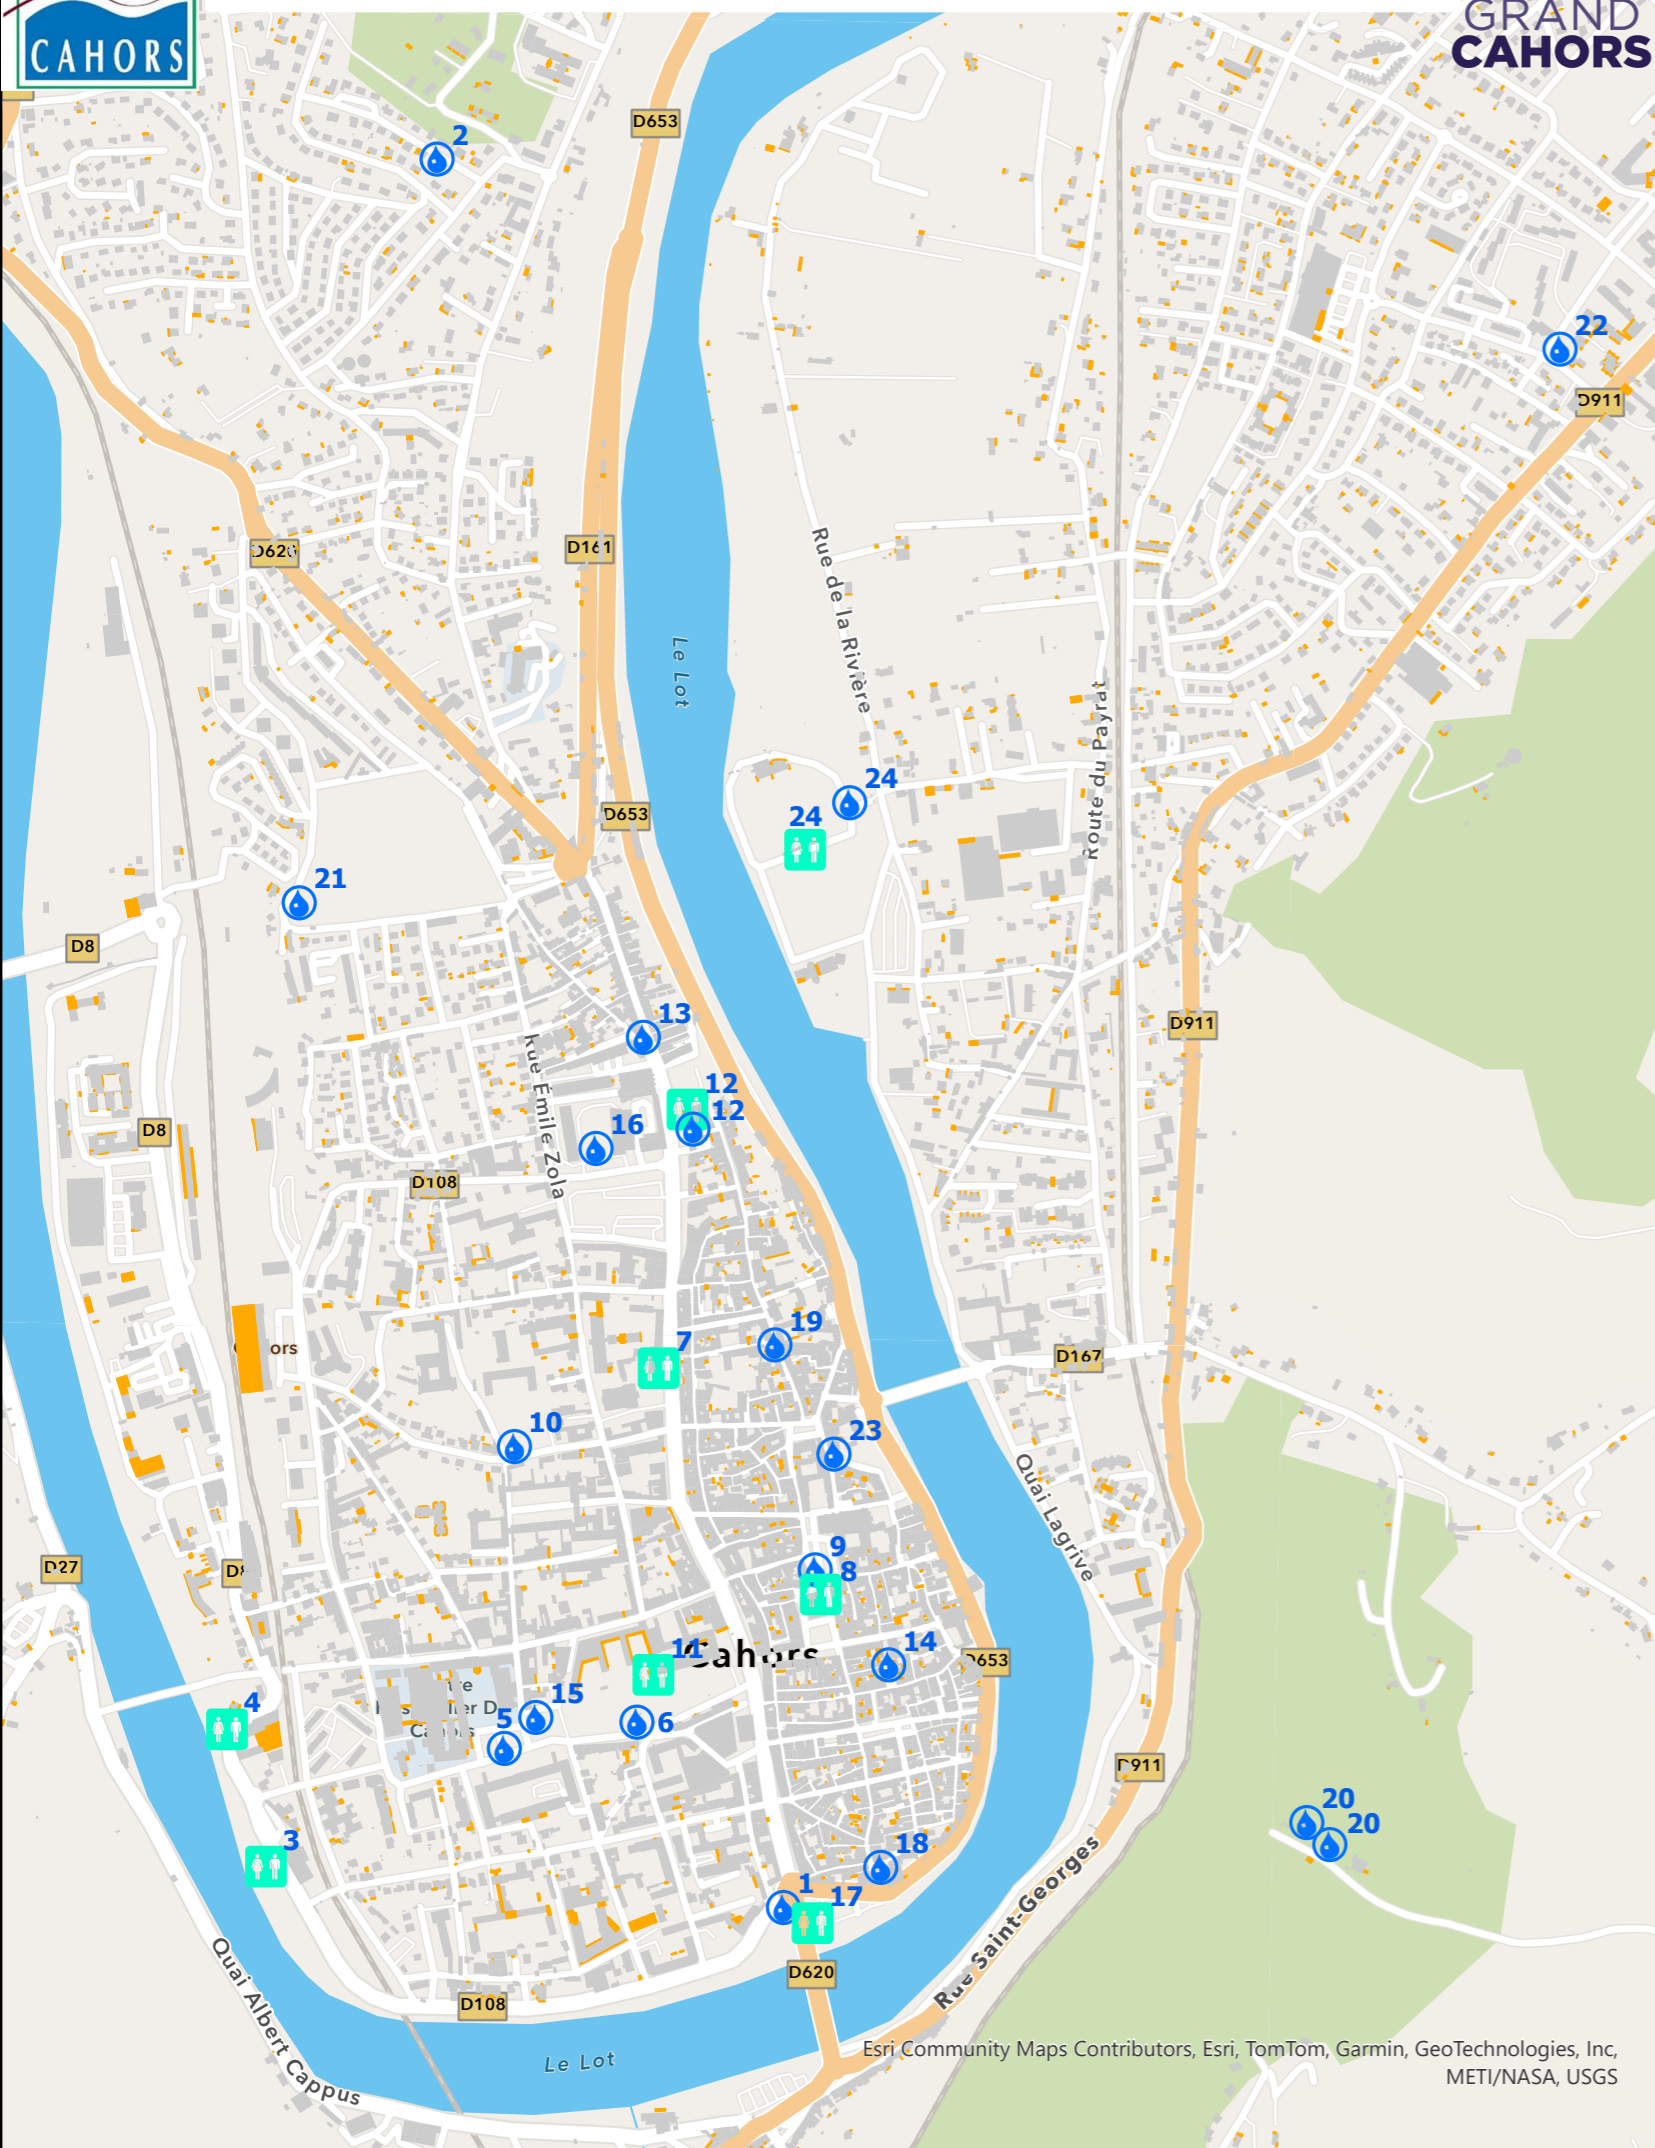 CAHORS
GRAND
CAHORS
D653
2
22
D911
D161
Rue de la Rivière
Le Lot
Route du Payrat
24
24
D653
21
D8
13
D911
Rue Émile Zola
12
12
16
D8
D108
19
7
ors
D167
10
23
Quai Lagrive
9
8
D27
14
11
Cahors
D653
4
15
5
6
D911
20
20
3
18
1
17
Rue Saint-Georges
D620
D108
Quai Albert Cappus
Le Lot
Esri Community Maps Contributors, Esri, TomTom, Garmin, GeoTechnologies, Inc,
METI/NASA, USGS